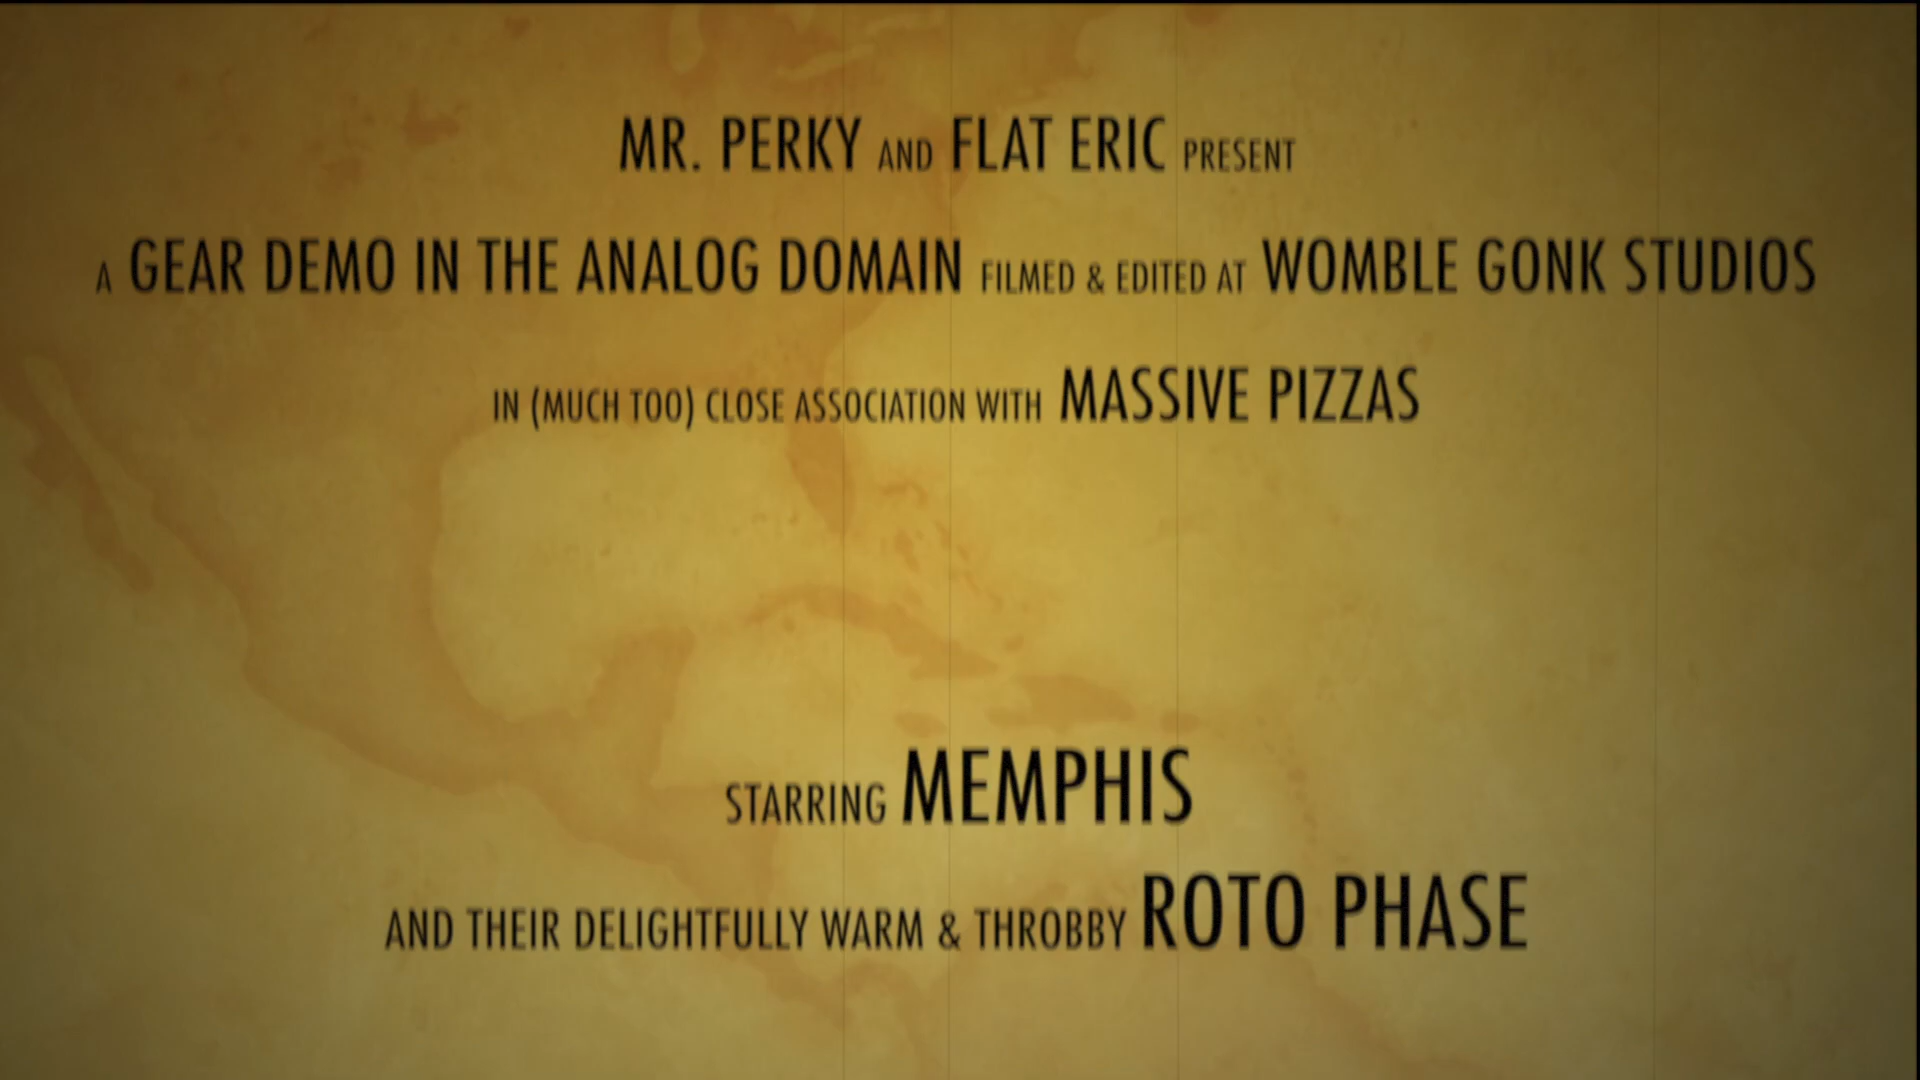 MR. PERKY AND FLAT ERIC PRESENT
A GEAR DEMO IN THE ANALOG DOMAIN FILMED & EDITED AT WOMBLE GONK STUDIOS
IN (MUCH TOO) CLOSE ASSOCIATION WITH MASSIVE PIZZAS
STARRING MEMPHIS
AND THEIR DELIGHTFULLY WARM & THROBBY ROTO PHASE